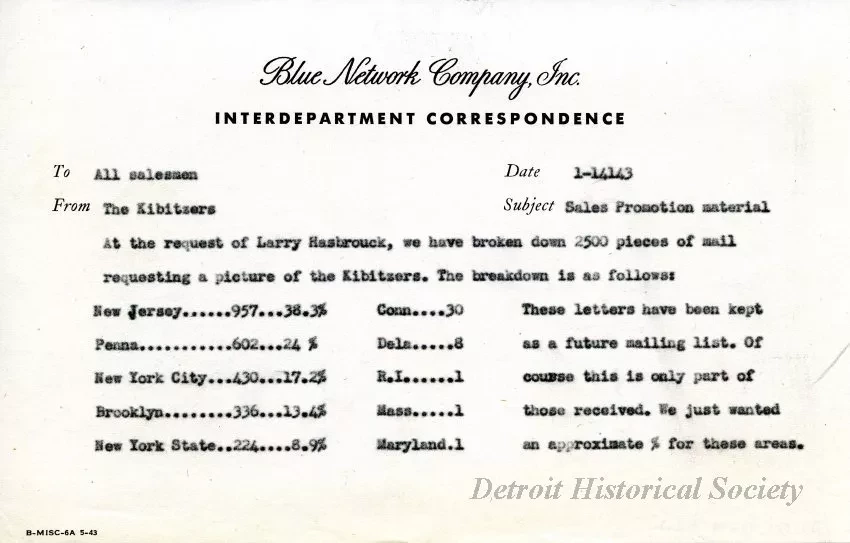 Blue Network Company, Inc.
INTERDEPARTMENT CORRESPONDENCE
To All salesmen Date 1-14143
From The Kibitzers Subject Sales Promotion material
At the request of Larry Hasbrouck, we have broken down 2500 pieces of mail
requesting a picture of the Kibitzers. The breakdown is as follows:
New Jersey......957...38.3% Conn....30 These letters have been kept
Penna...........602...24 % Dela.....8 as a future mailing list. Of
New York City...430...17.2% R.I......1 course this is only part of
Brooklyn........336...13.4% Mass.....1 those received. We just wanted
New York State..224....8.9% Maryland.1 an approximate % for these areas.
Detroit Historical Society
B-MISC-6A 5-43